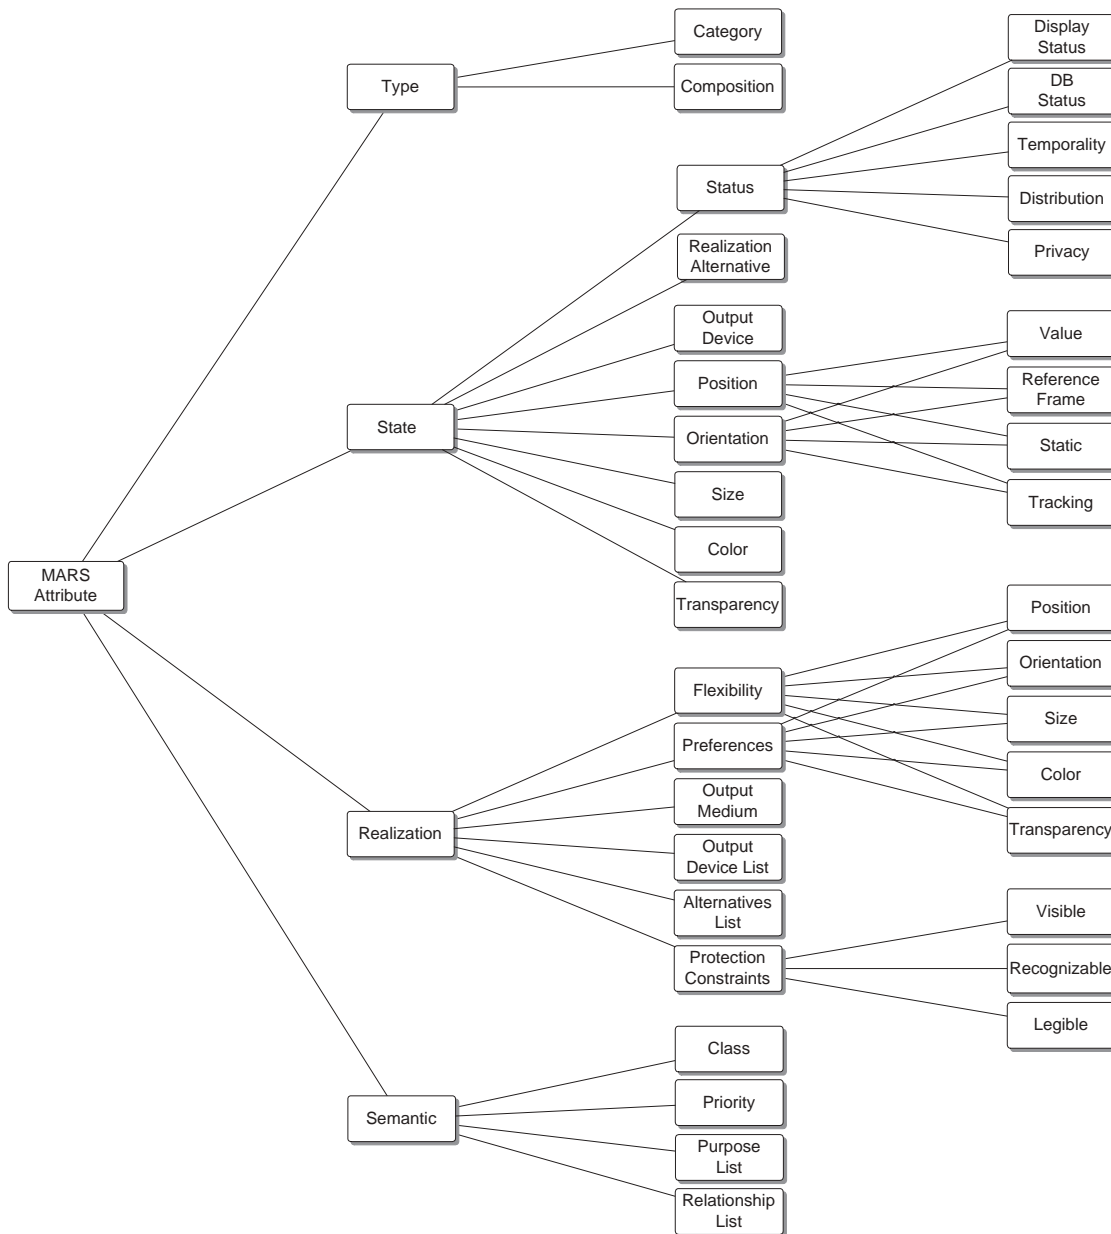 MARS
Attribute
Type
State
Realization
Semantic
Category
Composition
Status
Realization
Alternative
Output
Device
Position
Orientation
Size
Color
Transparency
Flexibility
Preferences
Output
Medium
Output
Device List
Alternatives
List
Protection
Constraints
Class
Priority
Purpose
List
Relationship
List
Display
Status
DB
Status
Temporality
Distribution
Privacy
Value
Reference
Frame
Static
Tracking
Position
Orientation
Size
Color
Transparency
Visible
Recognizable
Legible